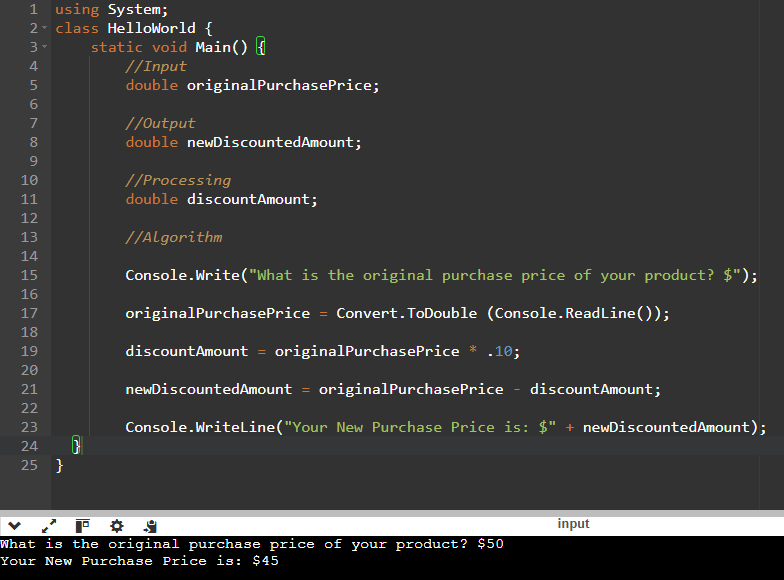 1 using System;
2 class HelloWorld {
3 static void Main() {
4 //Input
5 double originalPurchasePrice;
6
7 //Output
8 double newDiscountedAmount;
9
10 //Processing
11 double discountAmount;
12
13 //Algorithm
14
15 Console.Write("What is the original purchase price of your product? $");
16
17 originalPurchasePrice = Convert.ToDouble (Console.ReadLine());
18
19 discountAmount = originalPurchasePrice * .10;
20
21 newDiscountedAmount = originalPurchasePrice - discountAmount;
22
23 Console.WriteLine("Your New Purchase Price is: $" + newDiscountedAmount);
24 }
25 }
input
What is the original purchase price of your product? $50
Your New Purchase Price is: $45